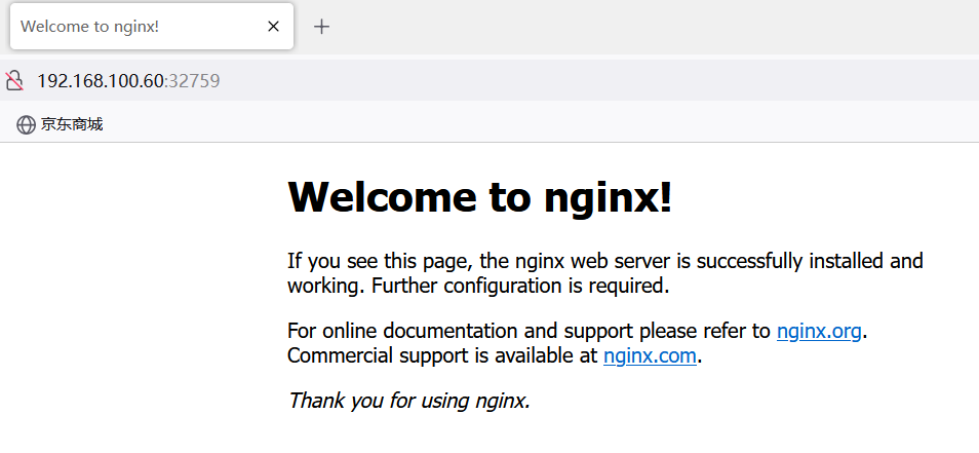 Welcome to nginx!
192.168.100.60:32759
京东商城
Welcome to nginx!
If you see this page, the nginx web server is successfully installed and
working. Further configuration is required.
For online documentation and support please refer to nginx.org.
Commercial support is available at nginx.com.
Thank you for using nginx.